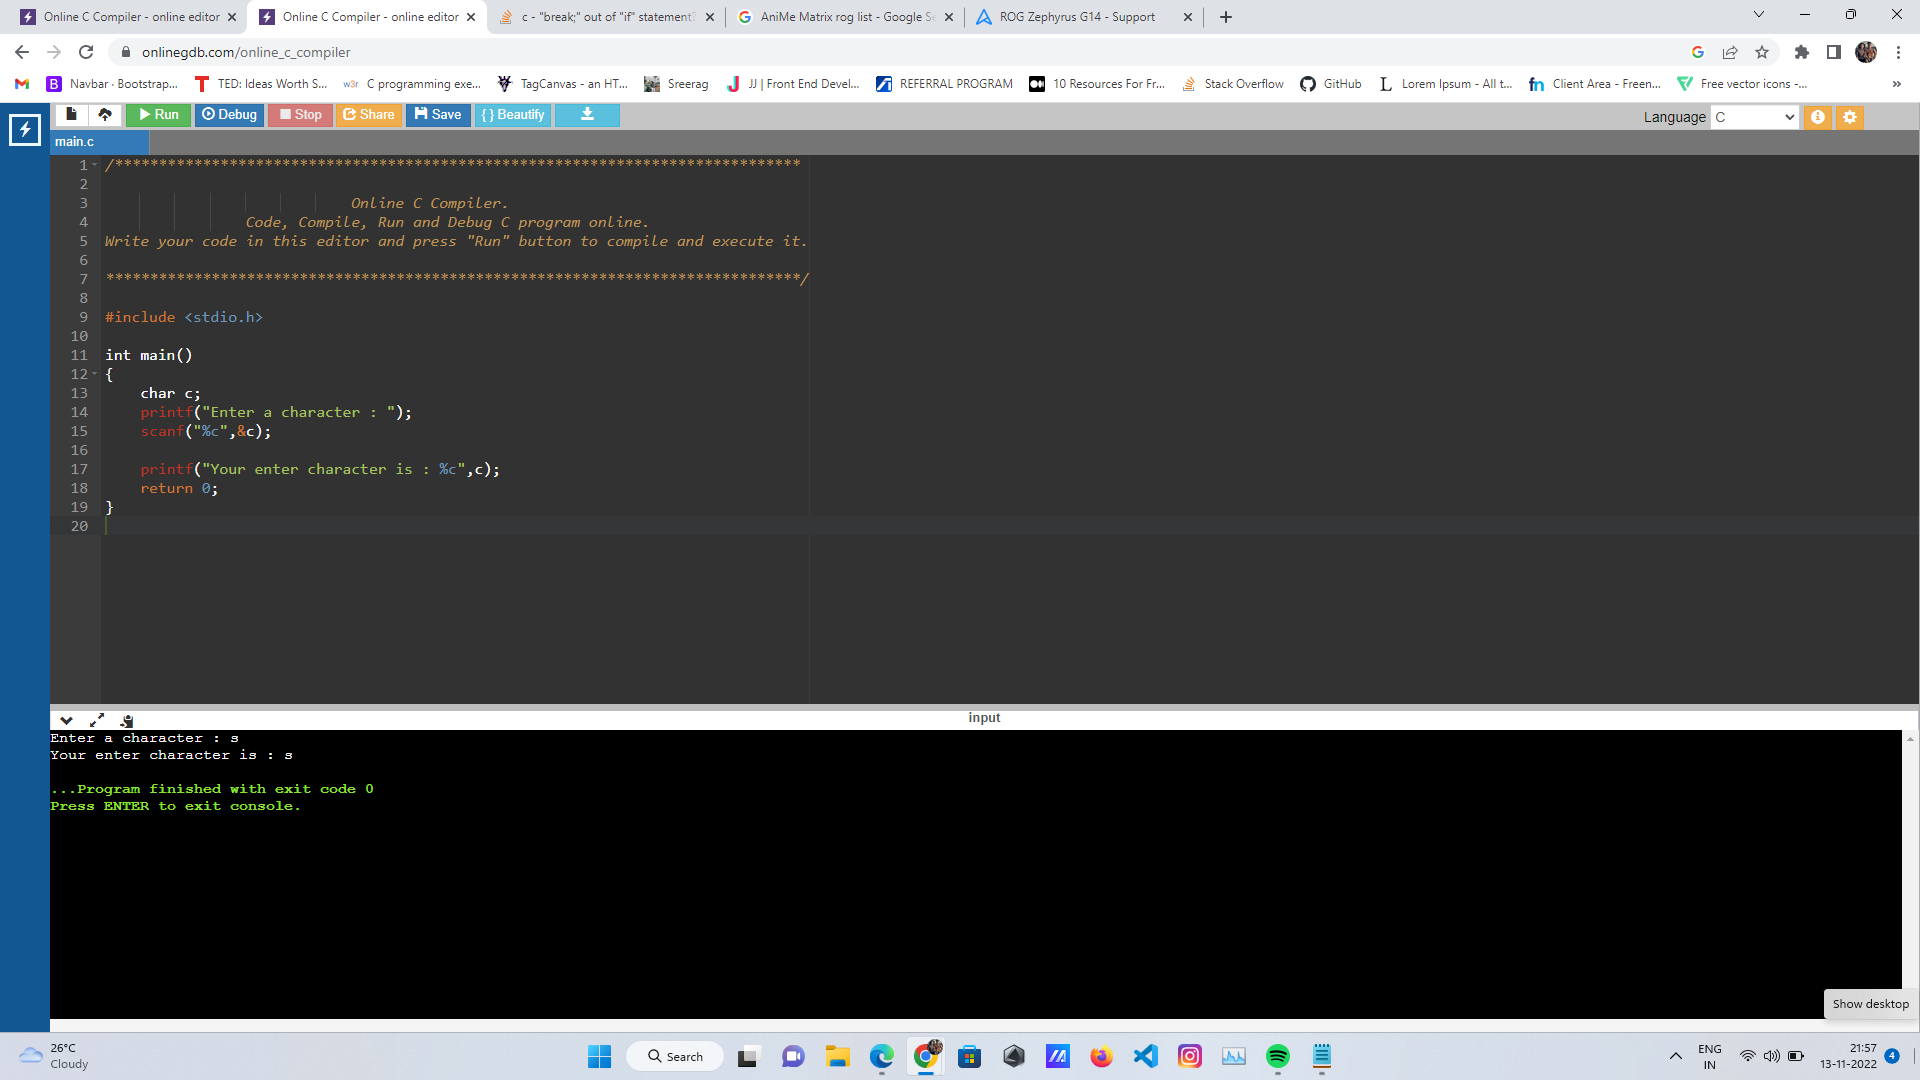 Online C Compiler - online editor
Online C Compiler - online editor
c - "break;" out of "if" statement?
AniMe Matrix rog list - Google Se
ROG Zephyrus G14 - Support
onlinegdb.com/online_c_compiler
Navbar · Bootstrap...
TED: Ideas Worth S...
w3r C programming exe...
TagCanvas - an HT...
Sreerag
JJ | Front End Devel...
REFERRAL PROGRAM
10 Resources For Fr...
Stack Overflow
GitHub
Lorem Ipsum - All t...
Client Area - Freen...
Free vector icons -...
»
Run
Debug
Stop
Share
Save
{ } Beautify
Language C
main.c
1 /******************************************************************************
2
3 Online C Compiler.
4 Code, Compile, Run and Debug C program online.
5 Write your code in this editor and press "Run" button to compile and execute it.
6
7 *******************************************************************************/
8
9 #include <stdio.h>
10
11 int main()
12 {
13 char c;
14 printf("Enter a character : ");
15 scanf("%c",&c);
16
17 printf("Your enter character is : %c",c);
18 return 0;
19 }
20
input
Enter a character : s
Your enter character is : s
...Program finished with exit code 0
Press ENTER to exit console.
Show desktop
26°C
Cloudy
Search
ENG
IN
21:57
13-11-2022
4